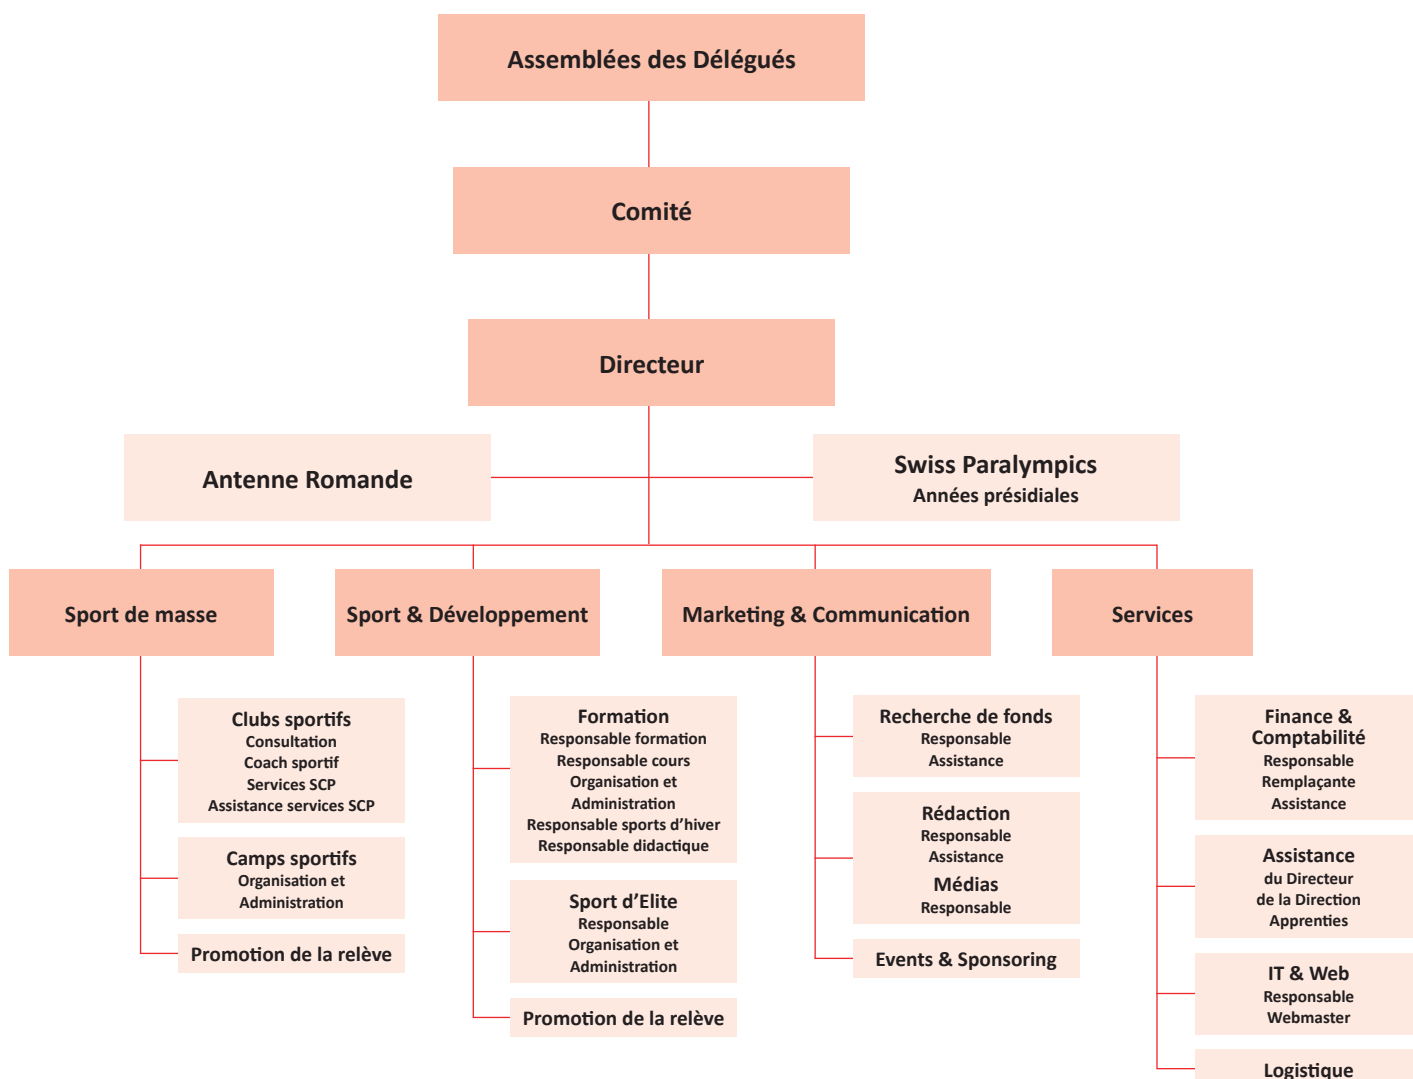 Assemblées des Délégués
Comité
Directeur
Antenne Romande
Swiss Paralympics
Années présidiales
Sport de masse
Sport & Développement
Marketing & Communication
Services
Clubs sportifs
Consultation
Coach sportif
Services SCP
Assistance services SCP
Camps sportifs
Organisation et
Administration
Promotion de la relève
Formation
Responsable formation
Responsable cours
Organisation et
Administration
Responsable sports d’hiver
Responsable didactique
Sport d’Elite
Responsable
Organisation et
Administration
Promotion de la relève
Recherche de fonds
Responsable
Assistance
Rédaction
Responsable
Assistance
Médias
Responsable
Events & Sponsoring
Finance &
Comptabilité
Responsable
Remplaçante
Assistance
Assistance
du Directeur
de la Direction
Apprenties
IT & Web
Responsable
Webmaster
Logistique